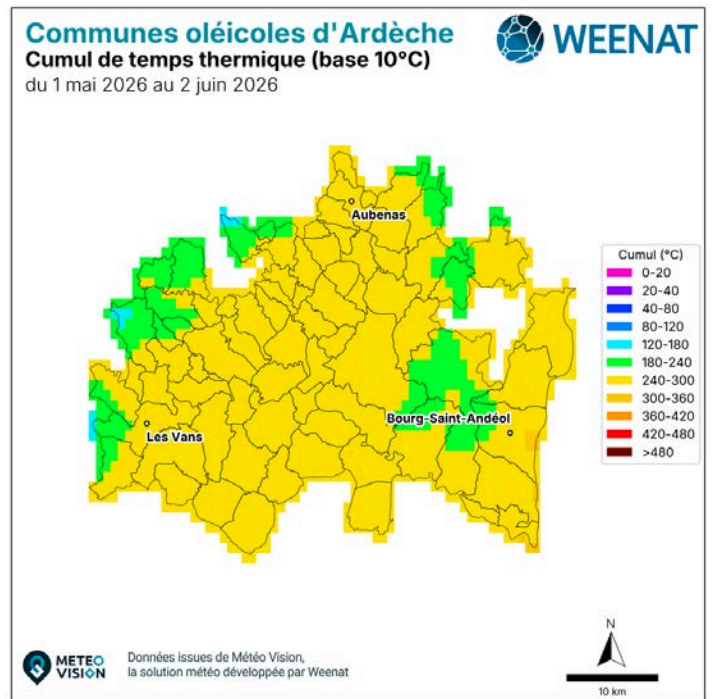 Communes oléicoles d'Ardèche
Cumul de temps thermique (base 10°C)
du 1 mai 2026 au 2 juin 2026
WEENAT
Aubenas
Cumul (°C)
0-20
20-40
40-80
80-120
120-180
180-240
240-300
300-360
360-420
420-480
>480
Bourg-Saint-Andéol
Les Vans
METEO
VISION
Données issues de Météo Vision,
la solution météo développée par Weenat
N
10 km